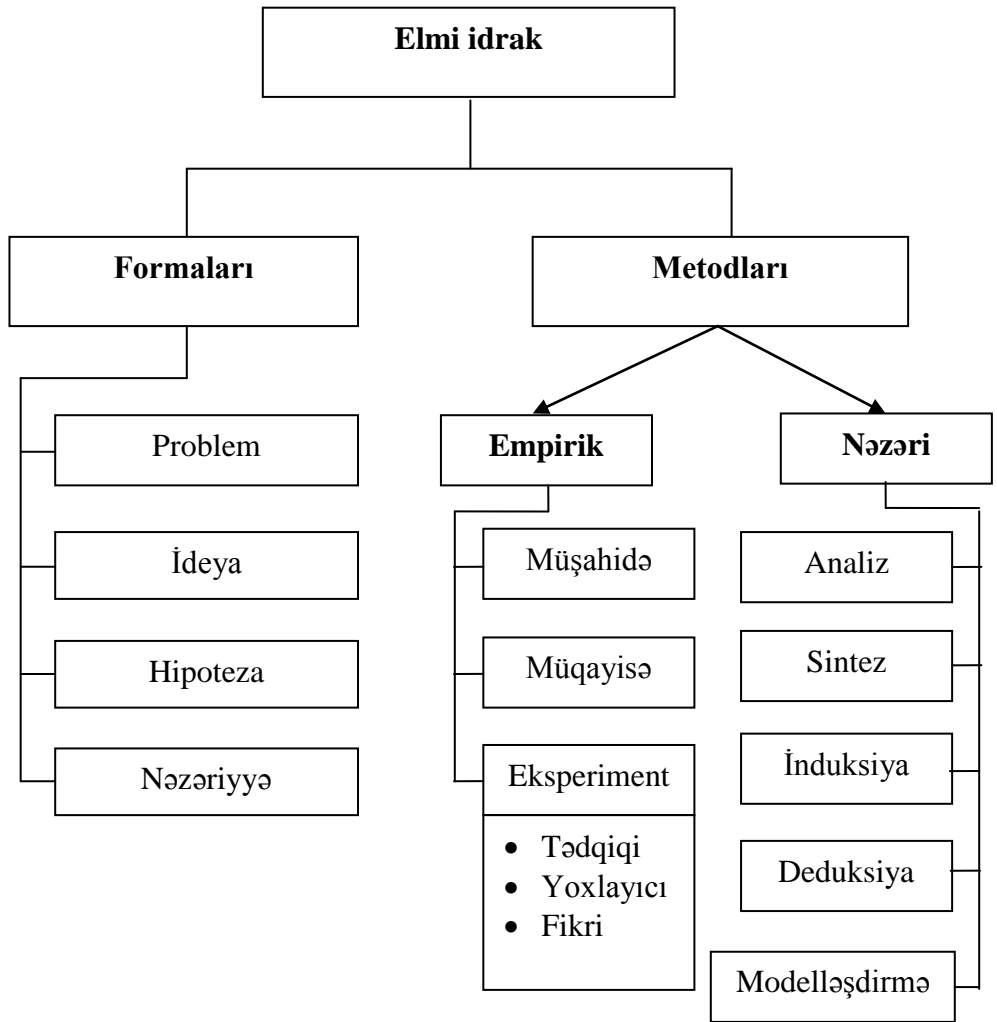 Elmi idrak
Formaları
Metodları
Problem
İdeya
Hipoteza
Nəzəriyyə
Empirik
Müşahidə
Müqayisə
Eksperiment
• Tədqiqi
• Yoxlayıcı
• Fikri
Nəzəri
Analiz
Sintez
İnduksiya
Deduksiya
Modelləşdirmə